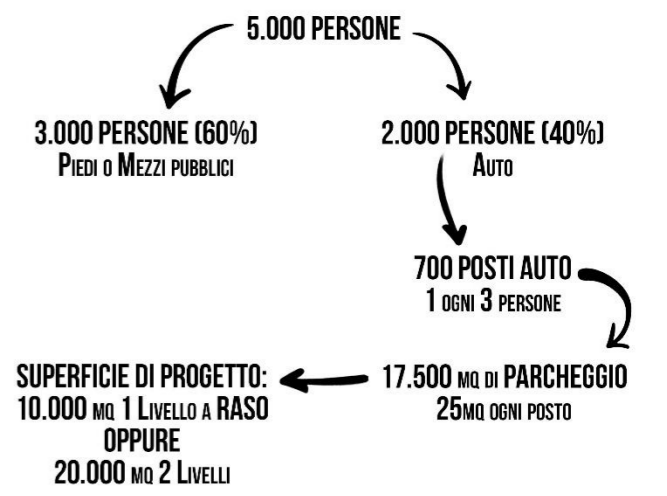 5.000 PERSONE
3.000 PERSONE (60%)
PIEDI O MEZZI PUBBLICI
2.000 PERSONE (40%)
AUTO
700 POSTI AUTO
1 OGNI 3 PERSONE
17.500 MQ DI PARCHEGGIO
25MQ OGNI POSTO
SUPERFICIE DI PROGETTO:
10.000 MQ 1 LIVELLO A RASO
OPPURE
20.000 MQ 2 LIVELLI